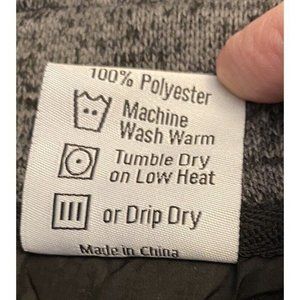 100% Polyester
Machine
Wash Warm
Tumble Dry
on Low Heat
or Drip Dry
Made in China